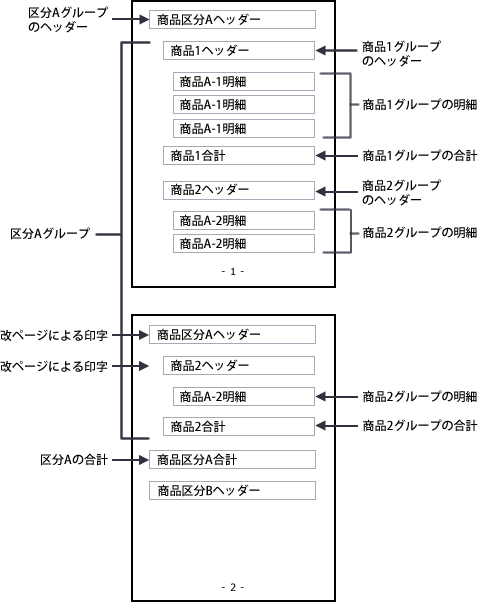 区分Aグループ
のヘッダー
商品区分Aヘッダー
商品1ヘッダー
商品1グループ
のヘッダー
商品A-1明細
商品A-1明細
商品A-1明細
商品1グループの明細
商品1合計
商品1グループの合計
商品2ヘッダー
商品2グループ
のヘッダー
商品A-2明細
商品A-2明細
商品2グループの明細
区分Aグループ
- 1 -
改ページによる印字
商品区分Aヘッダー
改ページによる印字
商品2ヘッダー
商品A-2明細
商品2グループの明細
商品2合計
商品2グループの合計
区分Aの合計
商品区分A合計
商品区分Bヘッダー
- 2 -